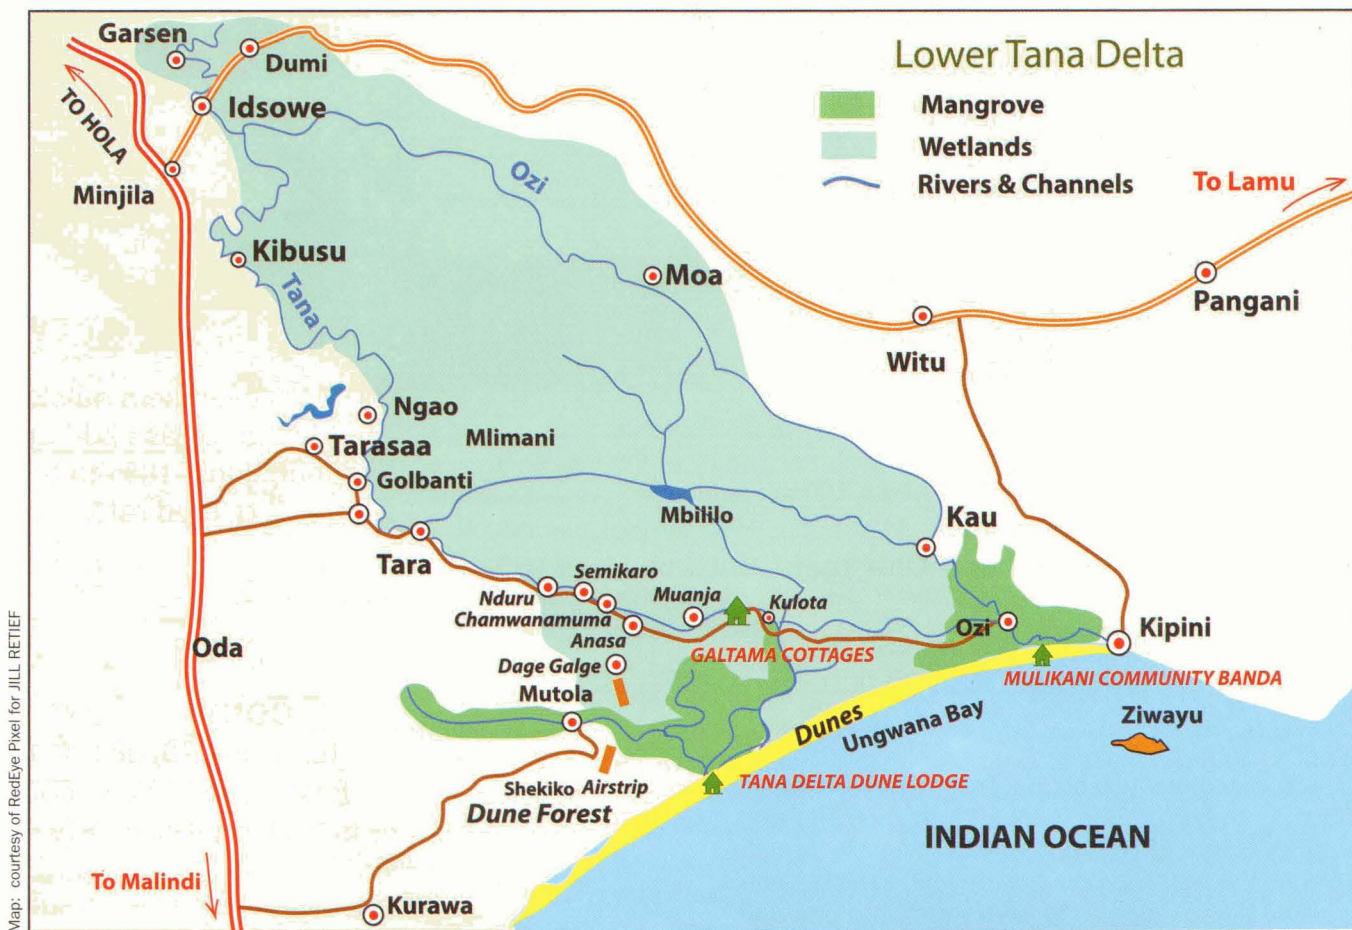 Lower Tana Delta
Mangrove
Wetlands
Rivers & Channels
Garsen
Dumi
TO HOLA
Idsowe
Minjila
Ozi
To Lamu
Kibusu
Tana
Moa
Pangani
Witu
Ngao
Mlimani
Tarasaa
Golbanti
Mbililo
Kau
Tara
Semikaro
Nduru
Muanja
Kulota
Chamwanamuma
Anasa
Ozi
Kipini
Oda
GALTAMA COTTAGES
Dage Galge
MULIKANI COMMUNITY BANDA
Mutola
Dunes
Ungwana Bay
Ziwayu
Shekiko Airstrip
TANA DELTA DUNE LODGE
Dune Forest
INDIAN OCEAN
To Malindi
Kurawa
Map: courtesy of RedEye Pixel for JILL RETIEF